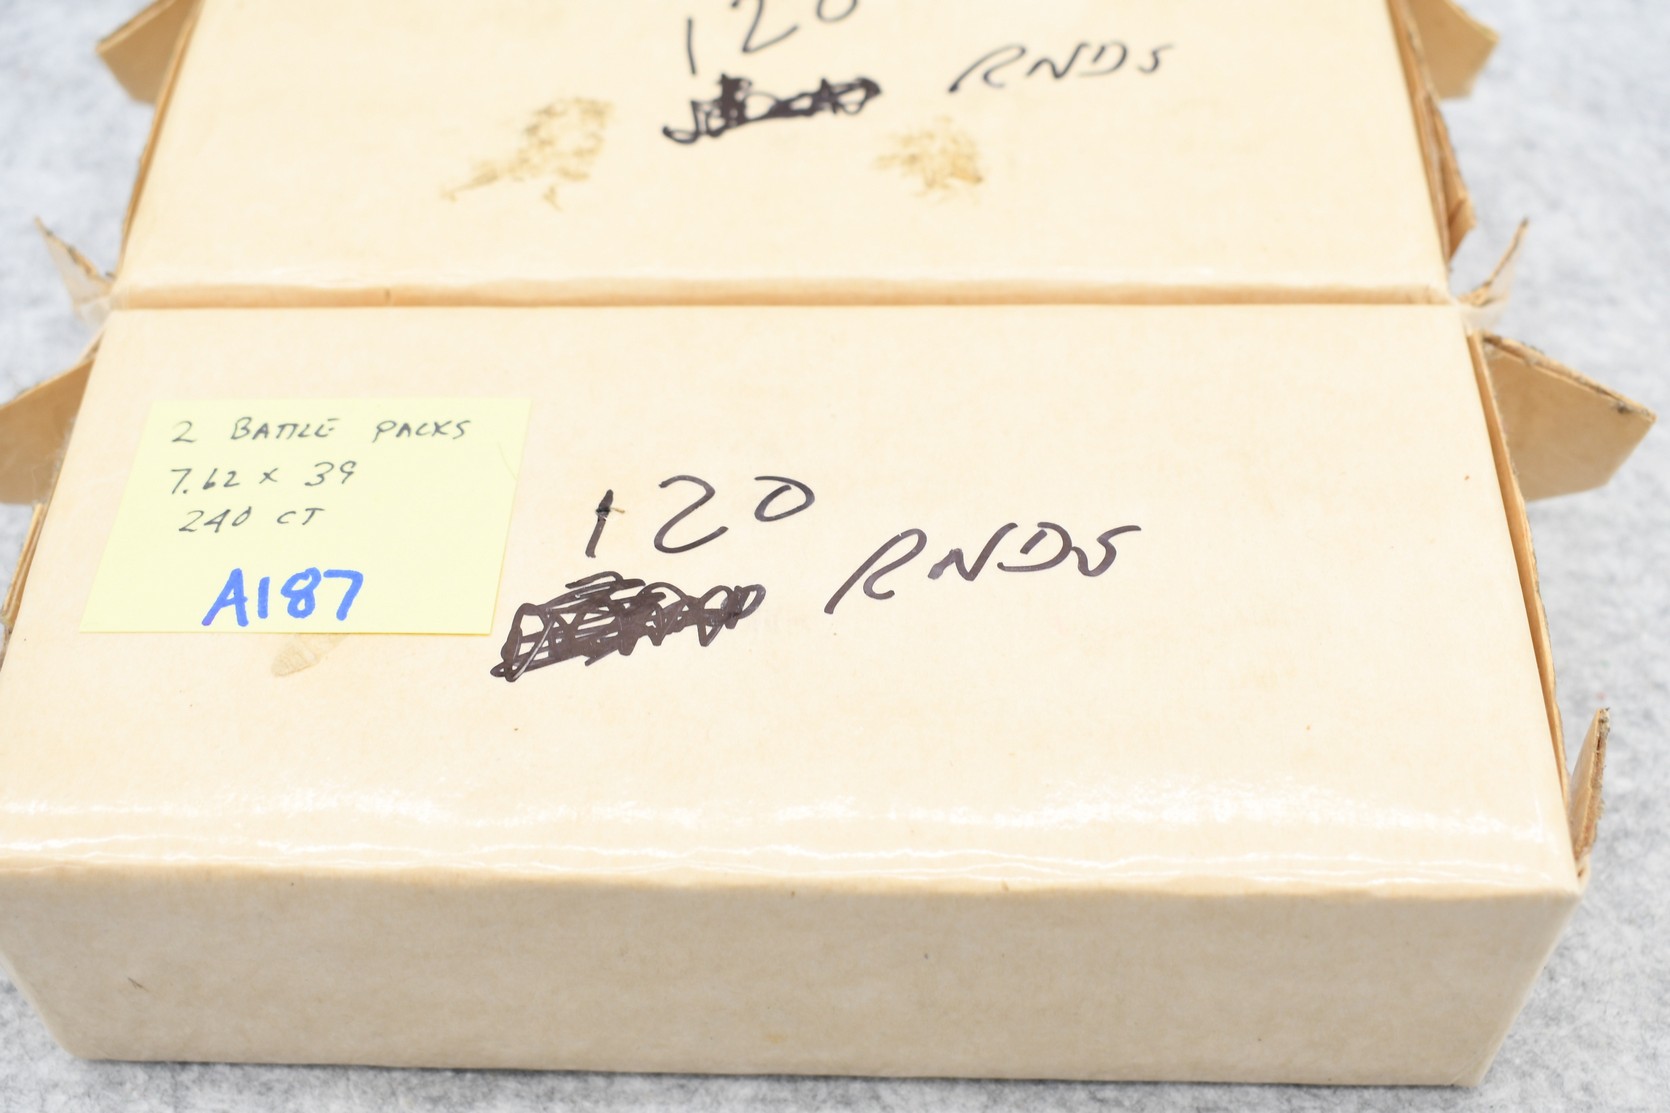 120
RNDS
2 BATTLE PACKS
7.62 x 39
240 CT
A187
120
RNDS